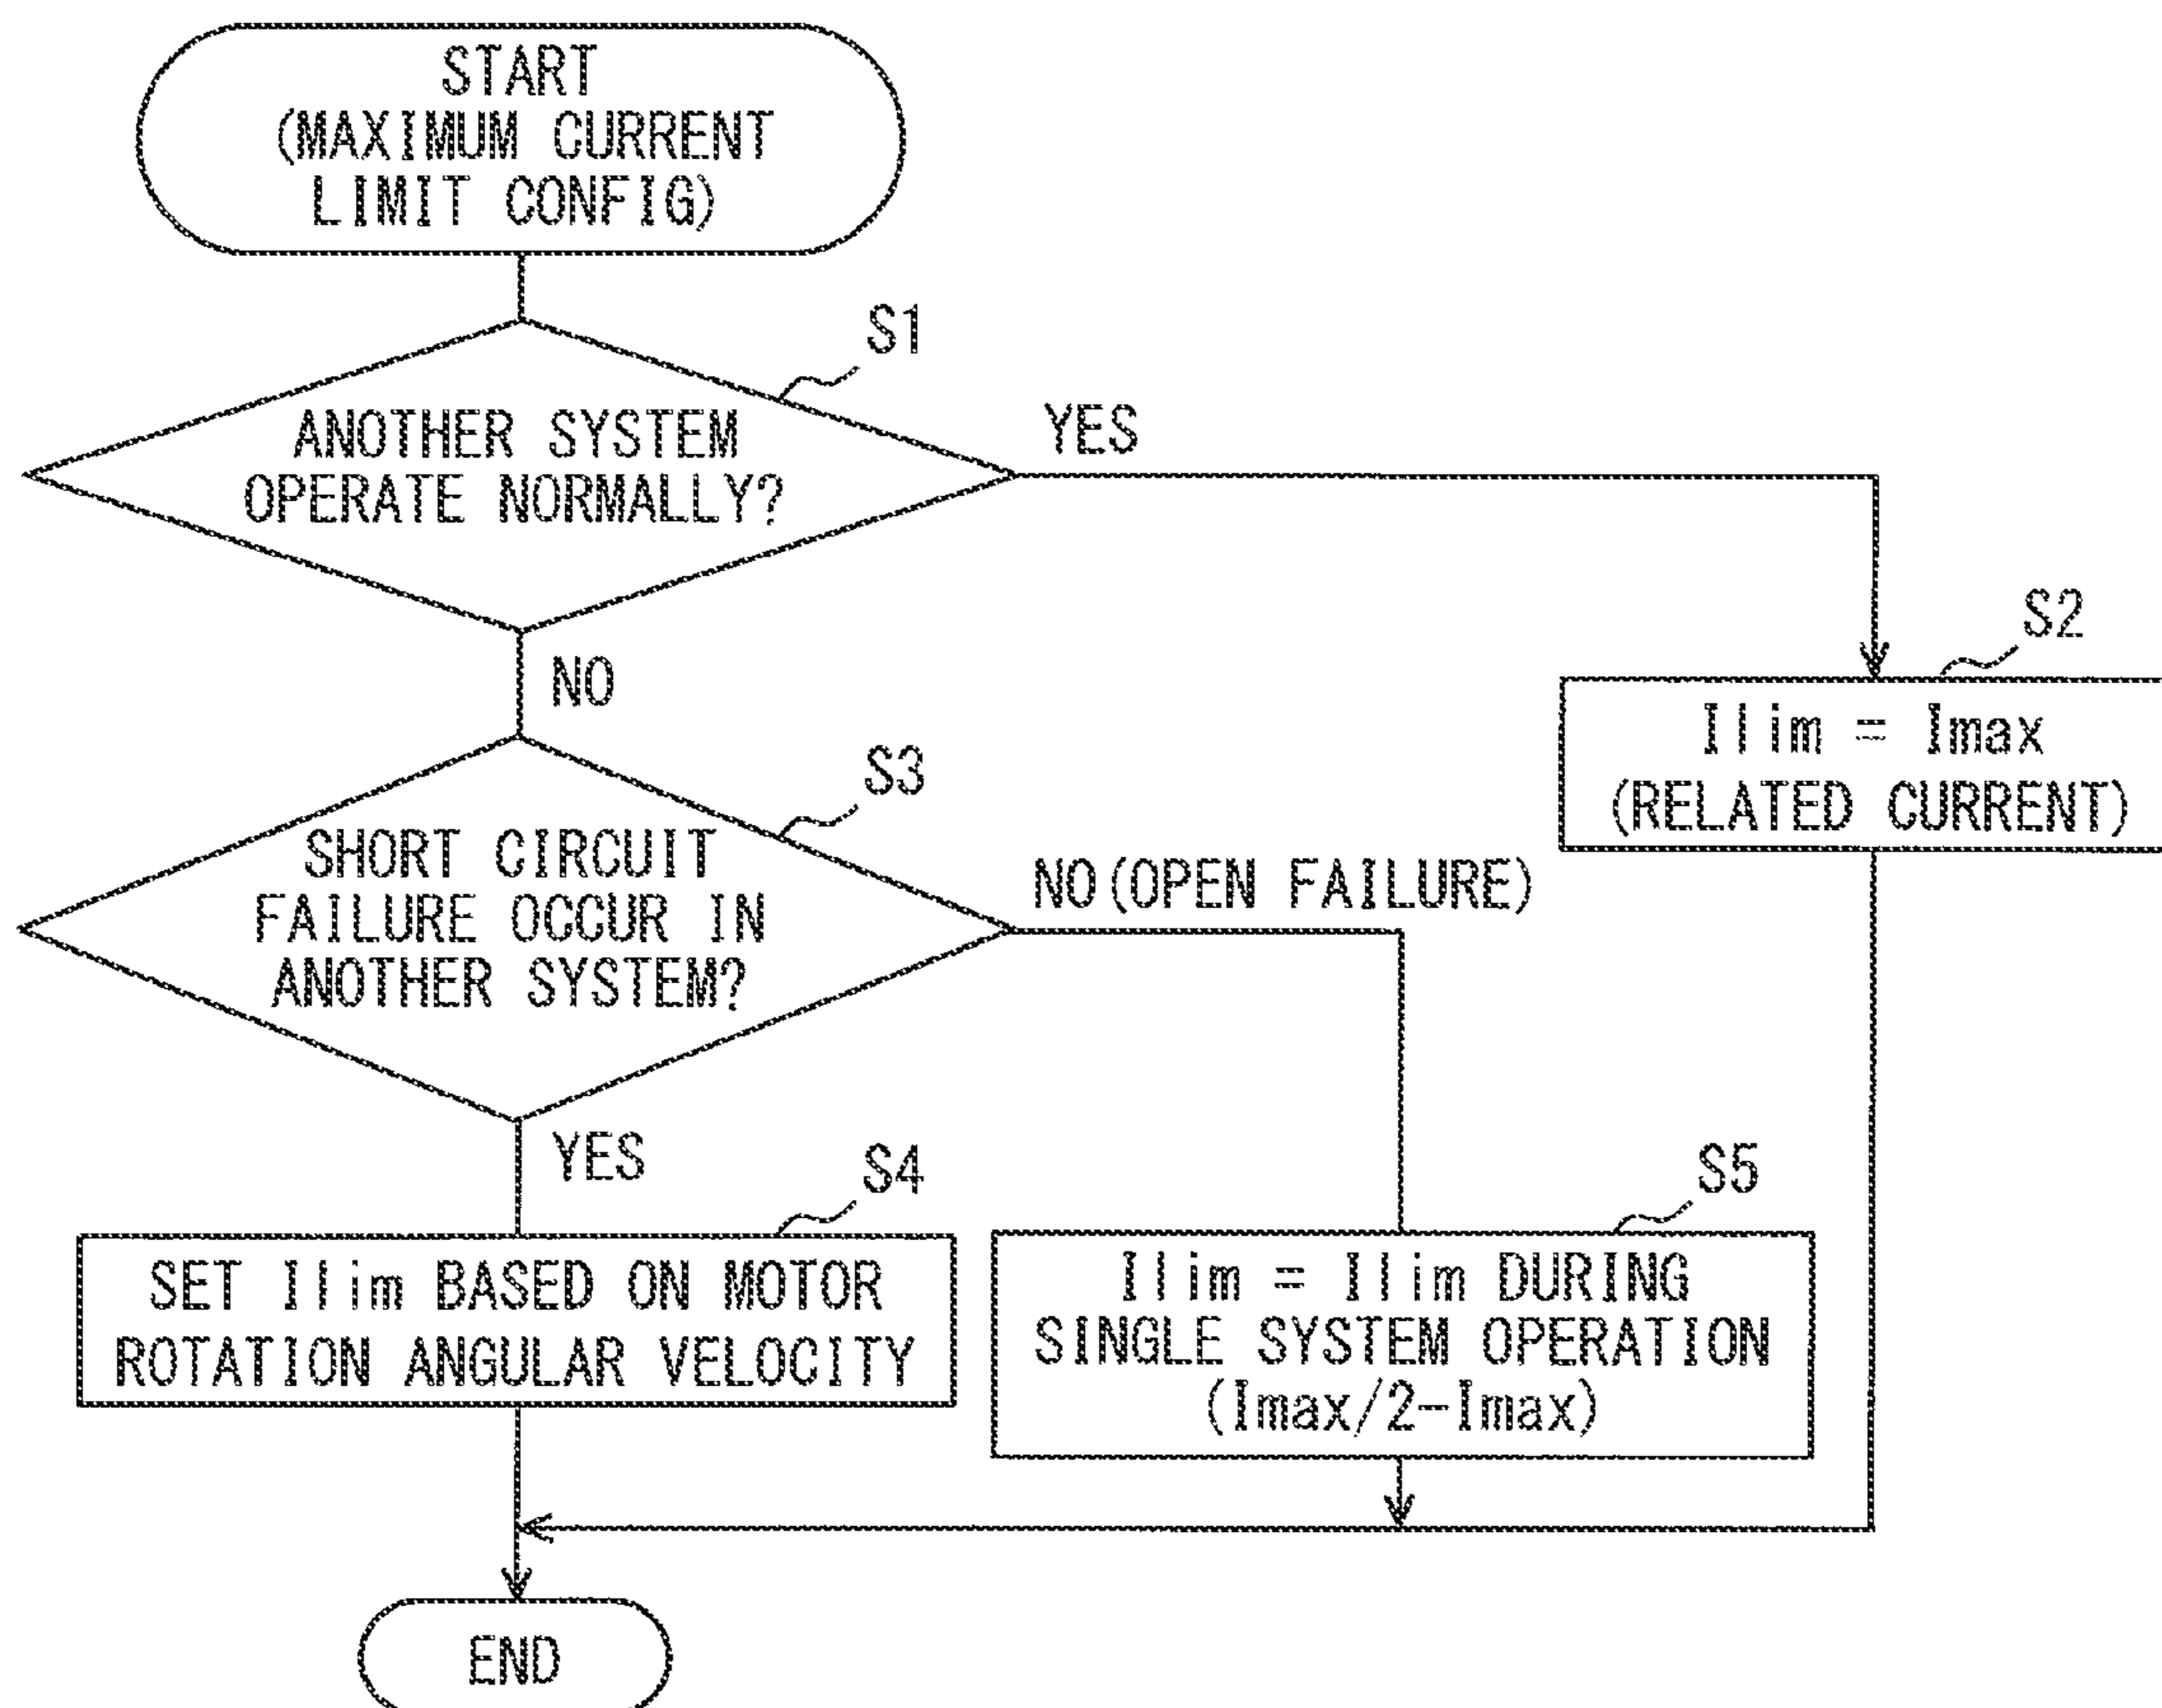 START
(MAXIMUM CURRENT
LIMIT CONFIG)
S1
ANOTHER SYSTEM
OPERATE NORMALLY?
YES
NO
S2
Ilim = Imax
(RELATED CURRENT)
S3
SHORT CIRCUIT
FAILURE OCCUR IN
ANOTHER SYSTEM?
NO(OPEN FAILURE)
YES
S4
SET Ilim BASED ON MOTOR
ROTATION ANGULAR VELOCITY
S5
Ilim = Ilim DURING
SINGLE SYSTEM OPERATION
(Imax/2-Imax)
END